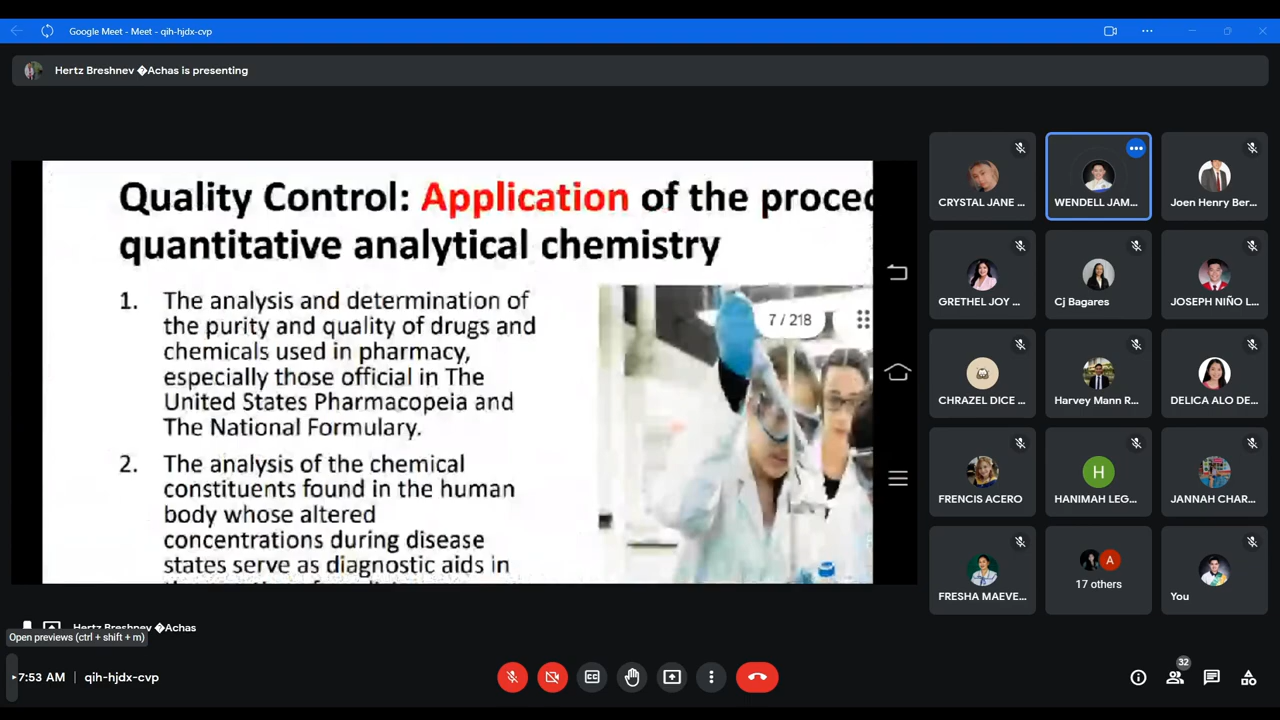 Google Meet - Meet - qih-hjdx-cvp
Hertz Breshnev �Achas is presenting
Quality Control: Application of the proced
quantitative analytical chemistry
1. The analysis and determination of
the purity and quality of drugs and
chemicals used in pharmacy,
especially those official in The
United States Pharmacopeia and
The National Formulary.
2. The analysis of the chemical
constituents found in the human
body whose altered
concentrations during disease
states serve as diagnostic aids in
7 / 218
CRYSTAL JANE ...
WENDELL JAM...
Joen Henry Ber...
GRETHEL JOY ...
Cj Bagares
JOSEPH NIÑO L...
CHRAZEL DICE ...
Harvey Mann R...
DELICA ALO DE...
FRENCIS ACERO
H
HANIMAH LEG...
JANNAH CHAR...
FRESHA MAEVE...
A
17 others
You
Hertz Breshnev �Achas
Open previews (ctrl + shift + m)
7:53 AM | qih-hjdx-cvp
32